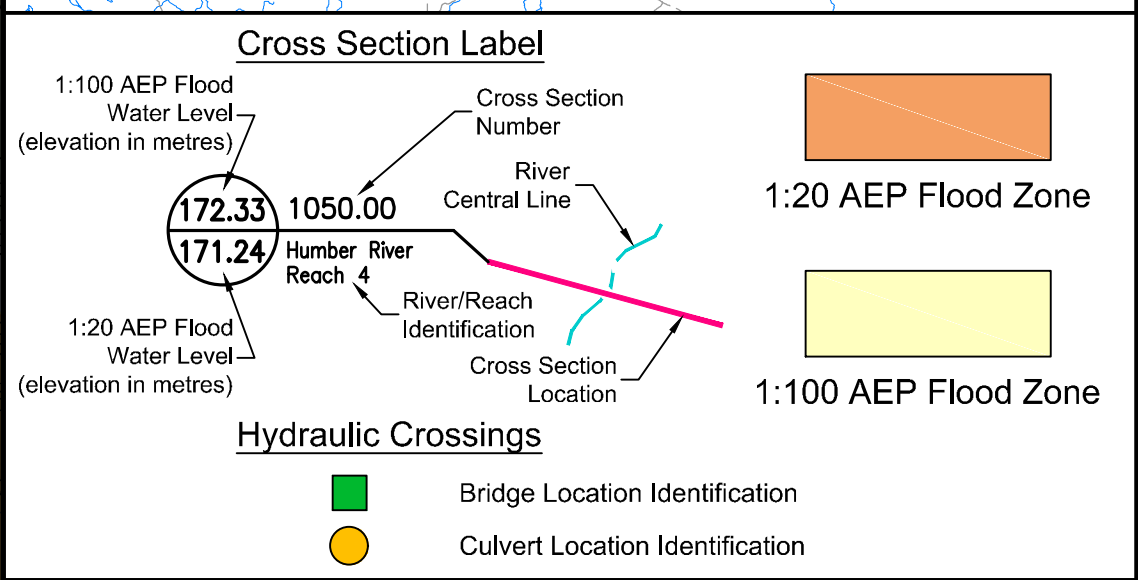 Cross Section Label
1:100 AEP Flood
Water Level
(elevation in metres)
Cross Section
Number
River
Central Line
172.33
1050.00
171.24
Humber River
Reach 4
River/Reach
Identification
1:20 AEP Flood
Water Level
(elevation in metres)
Cross Section
Location
1:20 AEP Flood Zone
1:100 AEP Flood Zone
Hydraulic Crossings
Bridge Location Identification
Culvert Location Identification